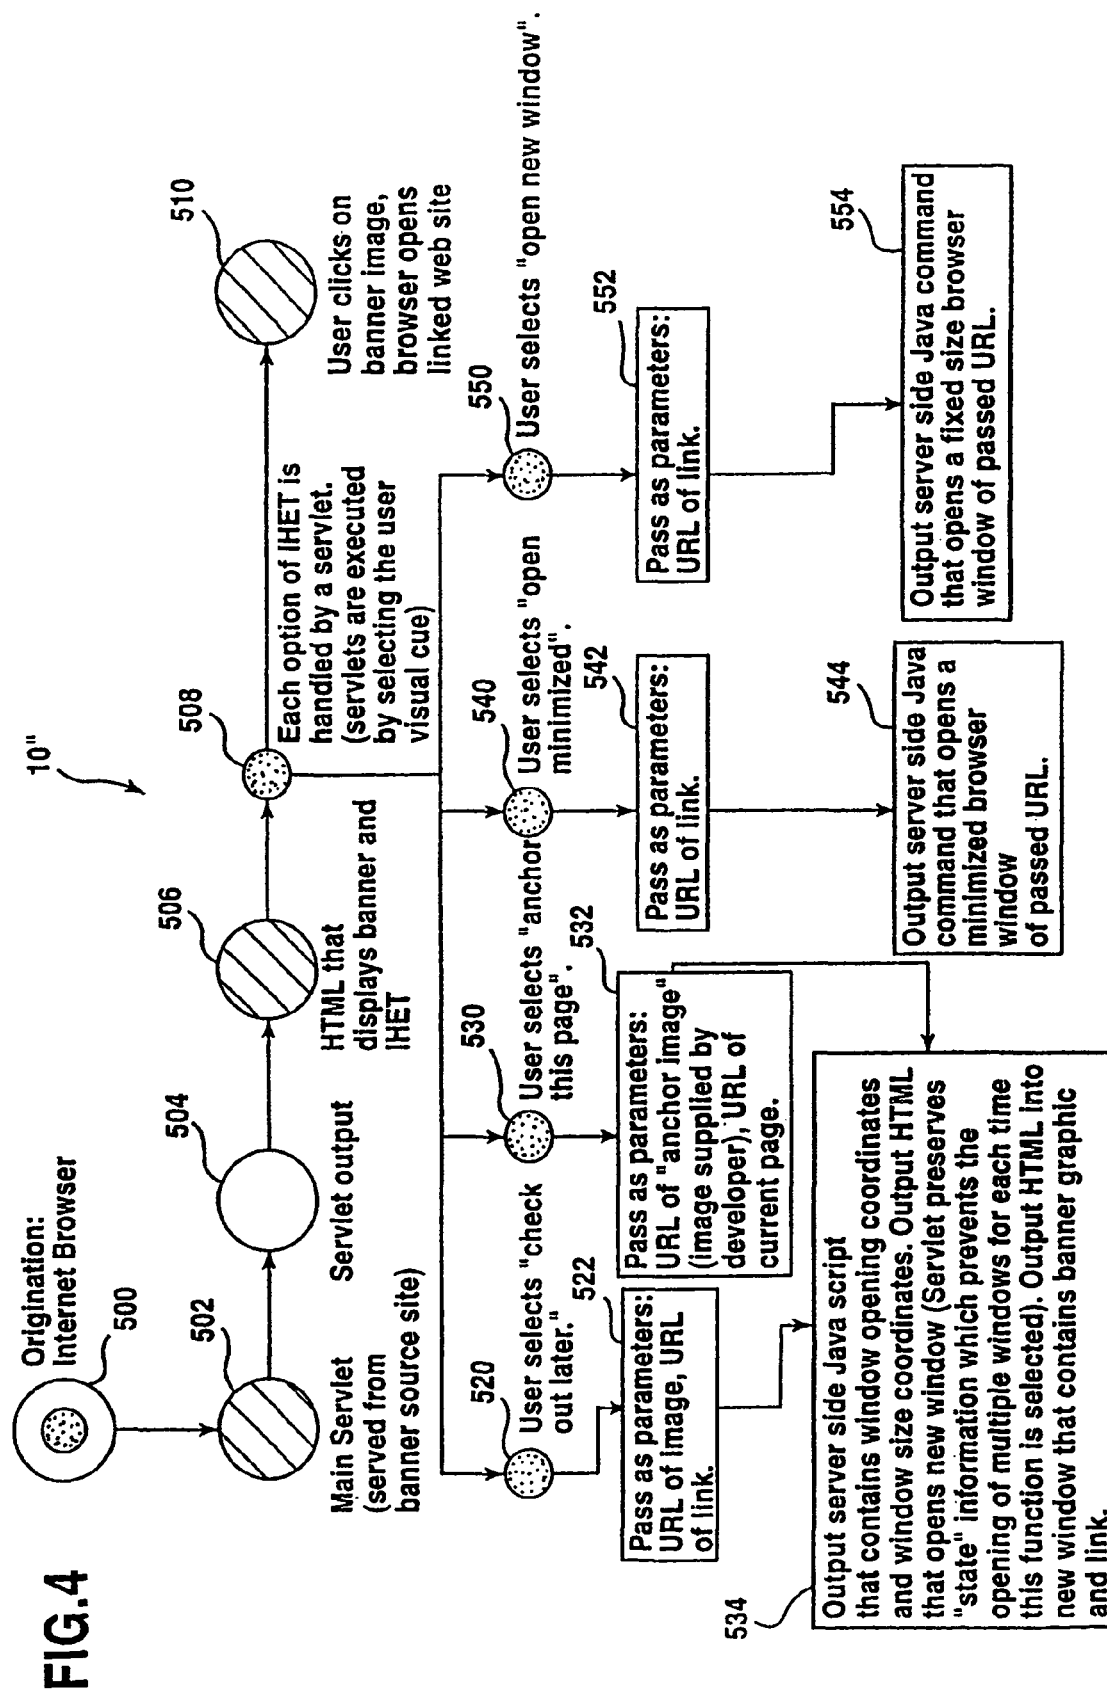 FIG.4
10"
Origination:
Internet Browser
500
502
Main Servlet
(served from
banner source site)
504
Servlet output
506
HTML that
displays banner and
IHET
508
Each option of IHET is
handled by a servlet.
(servlets are executed
by selecting the user
visual cue)
510
User clicks on
banner image,
browser opens
linked web site
520
User selects "check
out later."
522
Pass as parameters:
URL of image, URL
of link.
530
User selects "anchor
this page".
532
Pass as parameters:
URL of "anchor image"
(image supplied by
developer), URL of
current page.
534
Output server side Java script
that contains window opening coordinates
and window size coordinates. Output HTML
that opens new window (Servlet preserves
"state" information which prevents the
opening of multiple windows for each time
this function is selected). Output HTML into
new window that contains banner graphic
and link.
540
User selects "open
minimized".
542
Pass as parameters:
URL of link.
544
Output server side Java
command that opens a
minimized browser
window
of passed URL.
550
User selects "open new window".
552
Pass as parameters:
URL of link.
554
Output server side Java command
that opens a fixed size browser
window of passed URL.